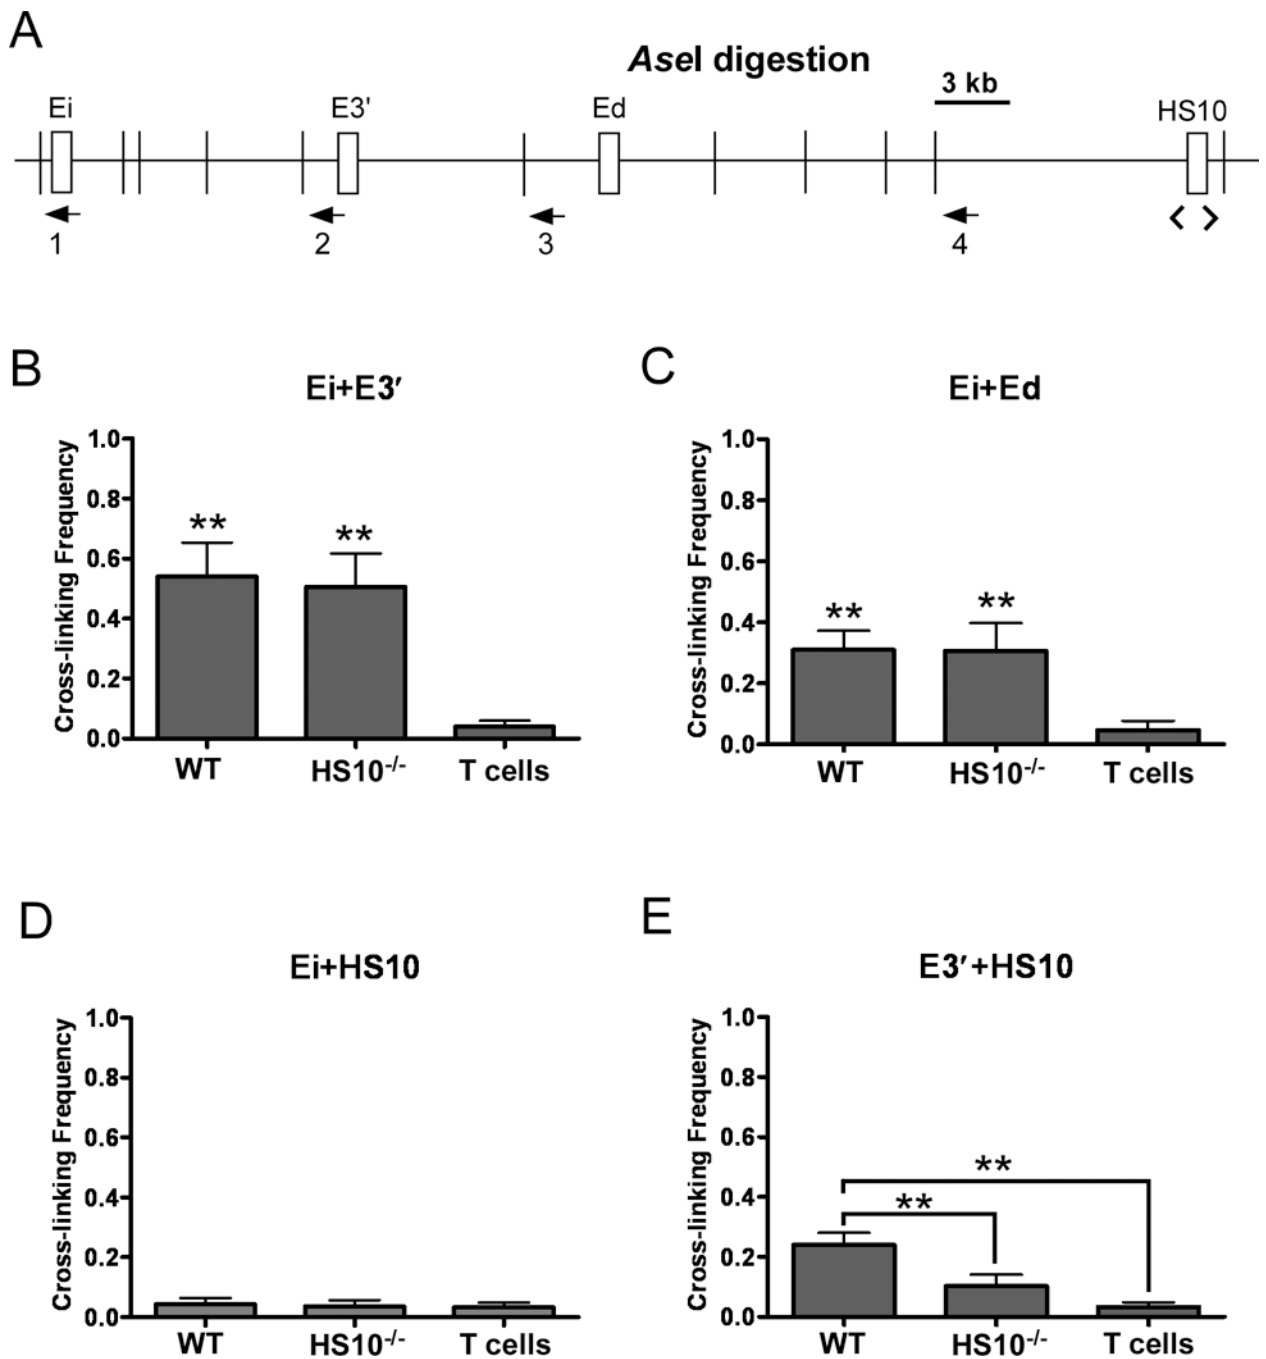 A
AseI digestion
3 kb
Ei
E3'
Ed
HS10
1
2
3
4
B
Ei+E3′
Cross-linking Frequency
1.0
0.8
0.6
0.4
0.2
0.0
**
**
WT
HS10-/-
T cells
C
Ei+Ed
Cross-linking Frequency
1.0
0.8
0.6
0.4
0.2
0.0
**
**
WT
HS10-/-
T cells
D
Ei+HS10
Cross-linking Frequency
1.0
0.8
0.6
0.4
0.2
0.0
WT
HS10-/-
T cells
E
E3′+HS10
Cross-linking Frequency
1.0
0.8
0.6
0.4
0.2
0.0
**
**
WT
HS10-/-
T cells